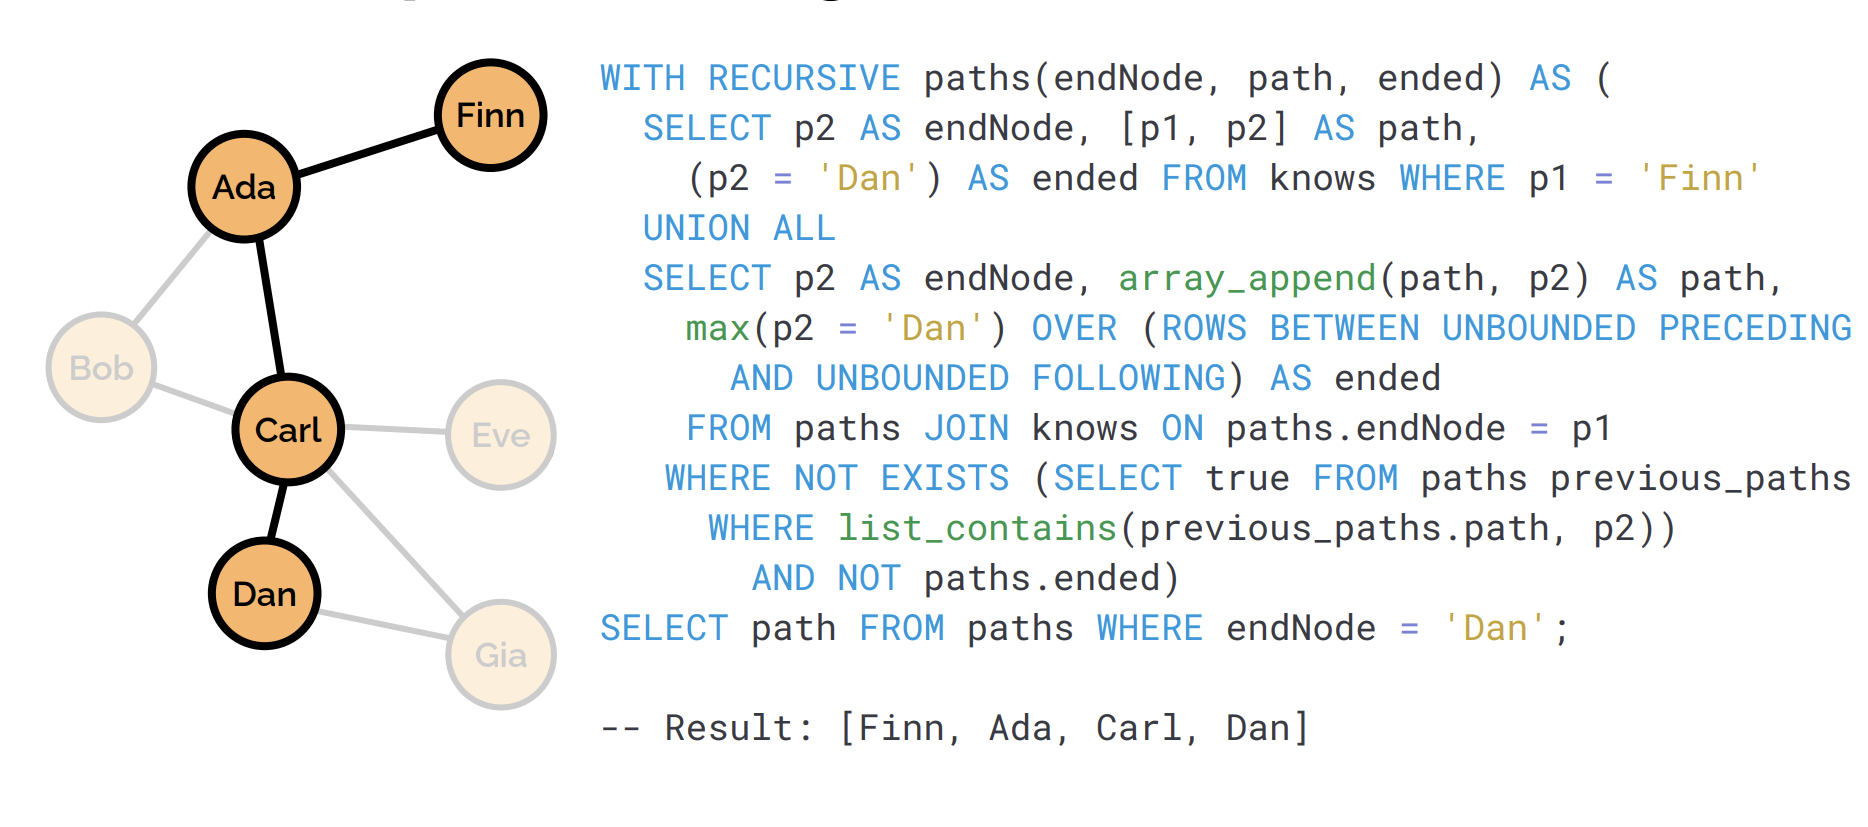 Finn
Ada
Bob
Carl
Eve
Dan
Gia
WITH RECURSIVE paths(endNode, path, ended) AS (
SELECT p2 AS endNode, [p1, p2] AS path,
(p2 = 'Dan') AS ended FROM knows WHERE p1 = 'Finn'
UNION ALL
SELECT p2 AS endNode, array_append(path, p2) AS path,
max(p2 = 'Dan') OVER (ROWS BETWEEN UNBOUNDED PRECEDING
AND UNBOUNDED FOLLOWING) AS ended
FROM paths JOIN knows ON paths.endNode = p1
WHERE NOT EXISTS (SELECT true FROM paths previous_paths
WHERE list_contains(previous_paths.path, p2))
AND NOT paths.ended)
SELECT path FROM paths WHERE endNode = 'Dan';
-- Result: [Finn, Ada, Carl, Dan]